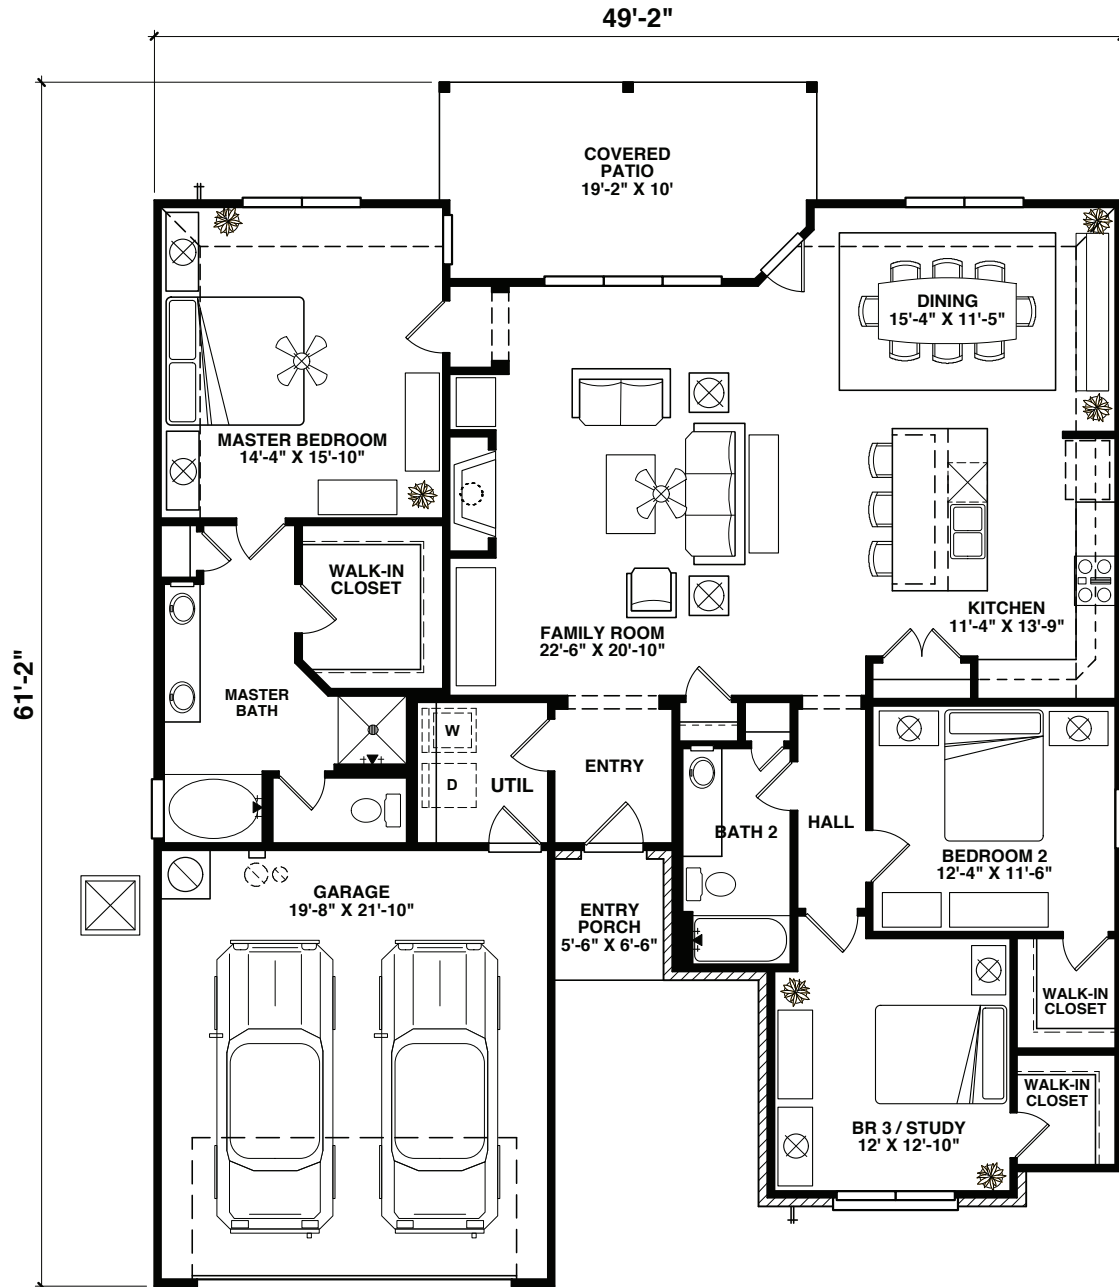 49'-2"
61'-2"
COVERED
PATIO
19'-2" X 10'
DINING
15'-4" X 11'-5"
MASTER BEDROOM
14'-4" X 15'-10"
WALK-IN
CLOSET
FAMILY ROOM
22'-6" X 20'-10"
KITCHEN
11'-4" X 13'-9"
MASTER
BATH
W
D
UTIL
ENTRY
BATH 2
HALL
BEDROOM 2
12'-4" X 11'-6"
GARAGE
19'-8" X 21'-10"
ENTRY
PORCH
5'-6" X 6'-6"
WALK-IN
CLOSET
WALK-IN
CLOSET
BR 3 / STUDY
12' X 12'-10"